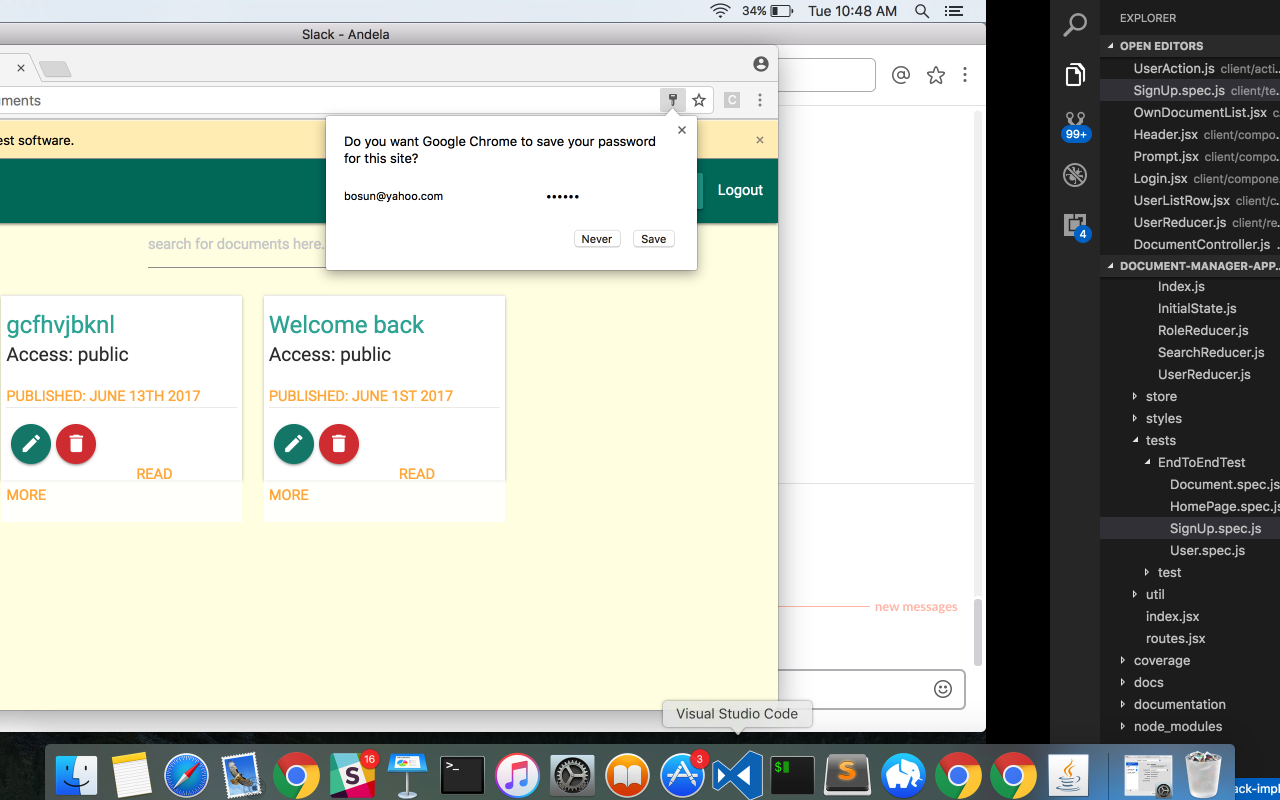 34%
Tue 10:48 AM
Slack - Andela
ments
C
est software.
Do you want Google Chrome to save your password
for this site?
bosun@yahoo.com
••••••
Never
Save
Logout
search for documents here.
gcfhvjbknl
Access: public
PUBLISHED: JUNE 13TH 2017
READ
MORE
Welcome back
Access: public
PUBLISHED: JUNE 1ST 2017
READ
MORE
new messages
Visual Studio Code
16
3
99+
4
EXPLORER
OPEN EDITORS
UserAction.js client/acti...
SignUp.spec.js client/te...
OwnDocumentList.jsx c...
Header.jsx client/compo...
Prompt.jsx client/compo...
Login.jsx client/compone...
UserListRow.jsx client/c...
UserReducer.js client/re...
DocumentController.js ...
DOCUMENT-MANAGER-APP...
Index.js
InitialState.js
RoleReducer.js
SearchReducer.js
UserReducer.js
store
styles
tests
EndToEndTest
Document.spec.js
HomePage.spec.js
SignUp.spec.js
User.spec.js
test
util
index.jsx
routes.jsx
coverage
docs
documentation
node_modules
>_
S
$
ack-impl